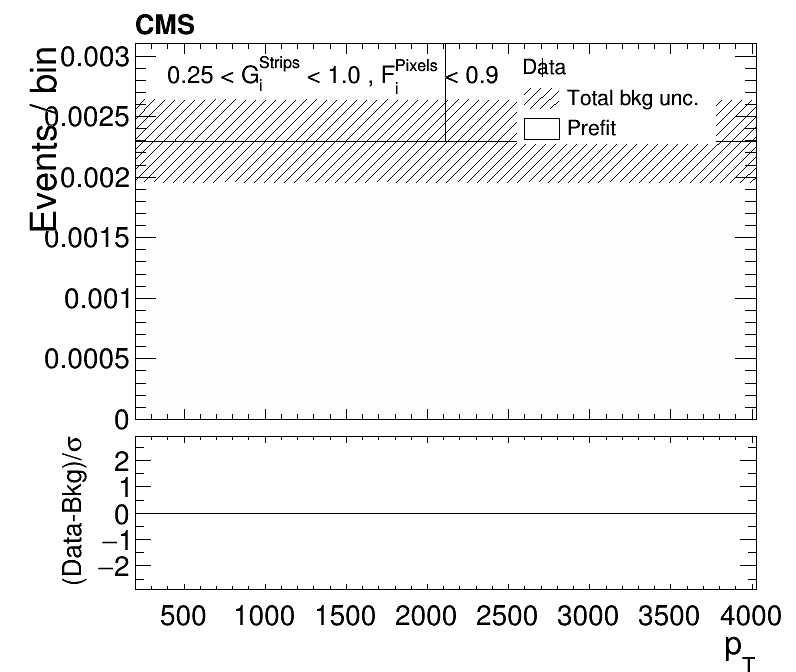 CMS
Events / bin
0.003
0.0025
0.002
0.0015
0.001
0.0005
0
0.25 < G_i^Strips < 1.0 , F_i^Pixels < 0.9
Data
Total bkg unc.
Prefit
(Data-Bkg)/σ
2
1
0
−1
−2
500 1000 1500 2000 2500 3000 3500 4000
p_T